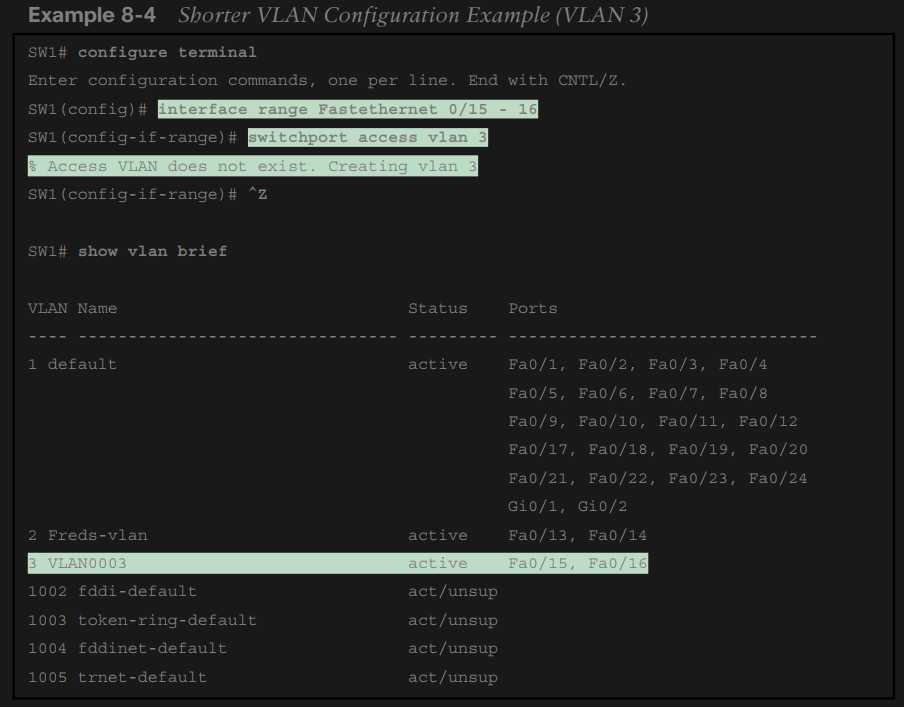 Example 8-4 Shorter VLAN Configuration Example (VLAN 3)
SW1# configure terminal
Enter configuration commands, one per line. End with CNTL/Z.
SW1(config)# interface range Fastethernet 0/15 - 16
SW1(config-if-range)# switchport access vlan 3
% Access VLAN does not exist. Creating vlan 3
SW1(config-if-range)# ^Z
SW1# show vlan brief
VLAN Name Status Ports
---- -------------------------------- --------- -------------------------------
1 default active Fa0/1, Fa0/2, Fa0/3, Fa0/4
Fa0/5, Fa0/6, Fa0/7, Fa0/8
Fa0/9, Fa0/10, Fa0/11, Fa0/12
Fa0/17, Fa0/18, Fa0/19, Fa0/20
Fa0/21, Fa0/22, Fa0/23, Fa0/24
Gi0/1, Gi0/2
2 Freds-vlan active Fa0/13, Fa0/14
3 VLAN0003 active Fa0/15, Fa0/16
1002 fddi-default act/unsup
1003 token-ring-default act/unsup
1004 fddinet-default act/unsup
1005 trnet-default act/unsup